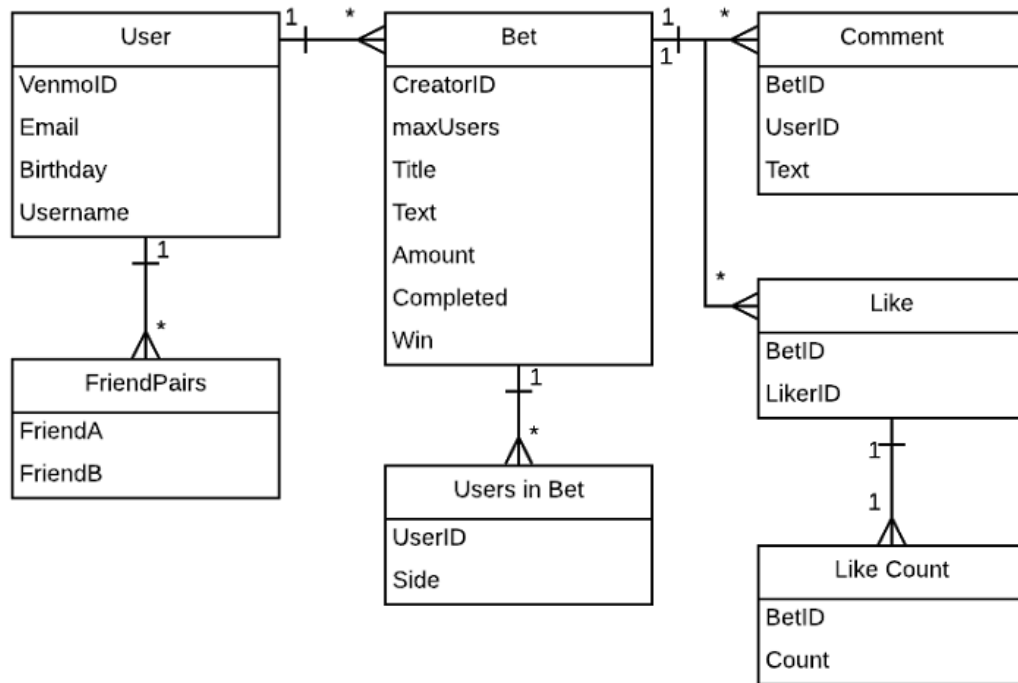 User
VenmoID
Email
Birthday
Username
1
*
Bet
CreatorID
maxUsers
Title
Text
Amount
Completed
Win
1
*
1
Comment
BetID
UserID
Text
*
Like
BetID
LikerID
1
*
FriendPairs
FriendA
FriendB
1
*
Users in Bet
UserID
Side
1
1
Like Count
BetID
Count